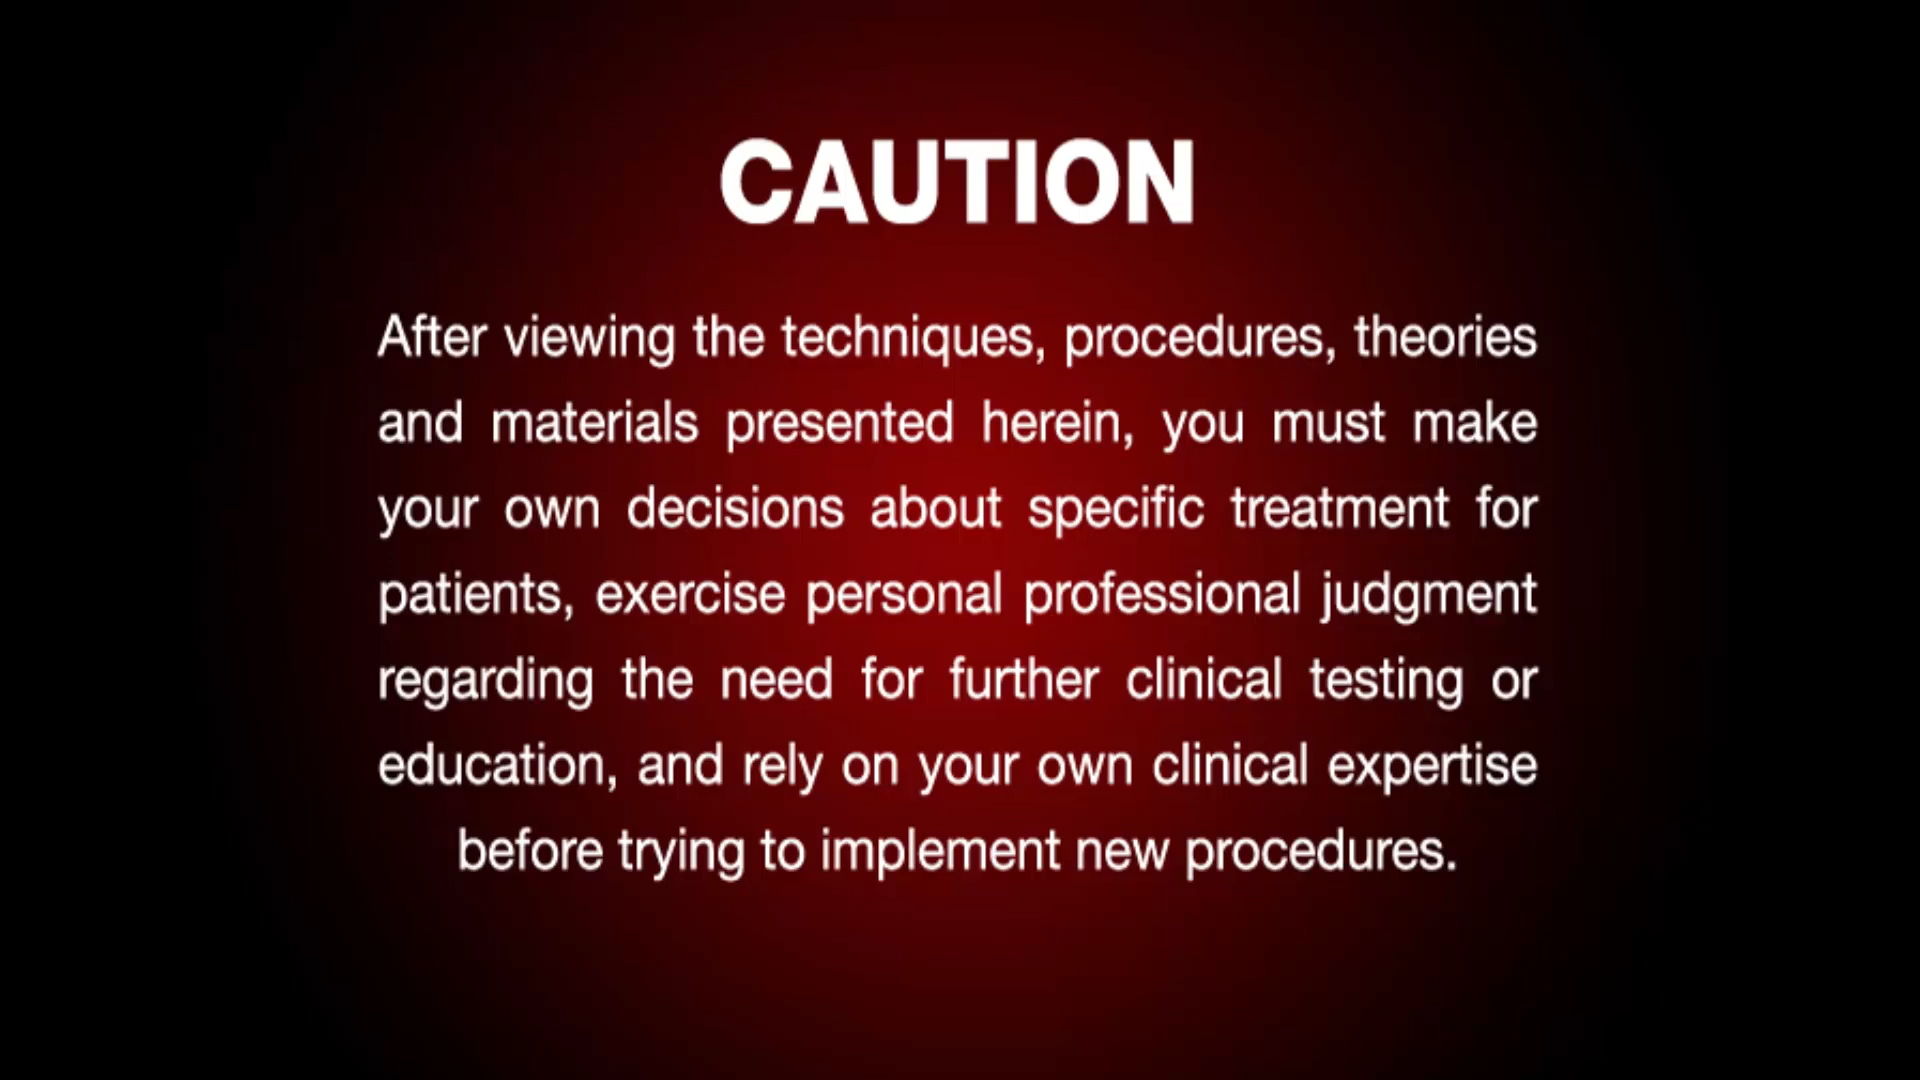 CAUTION
After viewing the techniques, procedures, theories
and materials presented herein, you must make
your own decisions about specific treatment for
patients, exercise personal professional judgment
regarding the need for further clinical testing or
education, and rely on your own clinical expertise
before trying to implement new procedures.